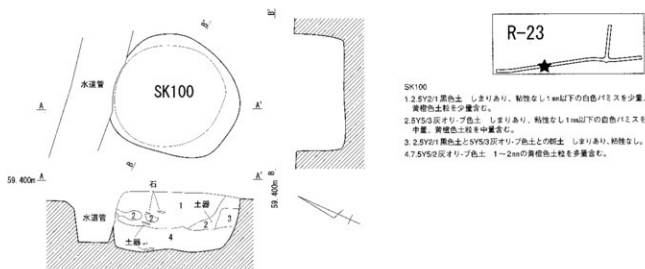 水道管
SK100
A
A'
B
B'
R-23
SK100
1. 2.5Y2/1黒色土 しまりあり、粘性なし1㎜以下の白色パミスを少量、
黄橙色土粒を少量含む。
2. 5Y5/3灰オリーブ色土 しまりあり、粘性なし1㎜以下の白色パミスを
中量、黄橙色土粒を中量含む。
3. 2.5Y2/1黒色土と5Y5/3灰オリーブ色土との斑土 しまりあり、粘性なし。
4. 7.5Y5/2灰オリーブ色土 1～2㎜の黄橙色土粒を多量含む。
59.400m
A
A'
水道管
石
土器
土器
1
2
2
2
3
4
B
59.400m